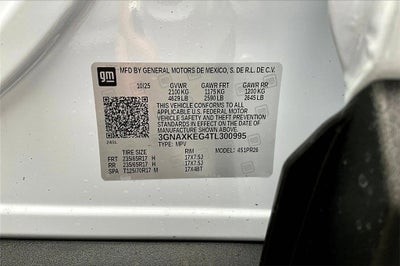 gm
MFD BY GENERAL MOTORS DE MEXICO, S. DE R.L. DE C.V.
10/25 GVWR GAWR FRT GAWR RR
2100 KG 1175 KG 1200 KG
4629 LB 2590 LB 2645 LB
THIS VEHICLE CONFORMS TO ALL
APPLICABLE U.S. FEDERAL MOTOR
VEHICLE SAFETY AND THEFT PREVENTION
STANDARDS IN EFFECT ON THE DATE OF
MANUFACTURE SHOWN ABOVE.
3GNAXKEG4TL300995
TYPE: MPV
TIRE SIZE RIM 451PR26
FRT 235/65R17 H 17X7.5J
RR 235/65R17 H 17X7.5J
SPA T125/70R17 M 17X4BT